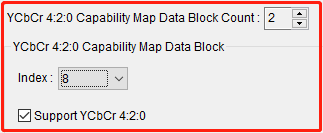 YCbCr 4:2:0 Capability Map Data Block Count : 2
YCbCr 4:2:0 Capability Map Data Block
Index : 8
Support YCbCr 4:2:0